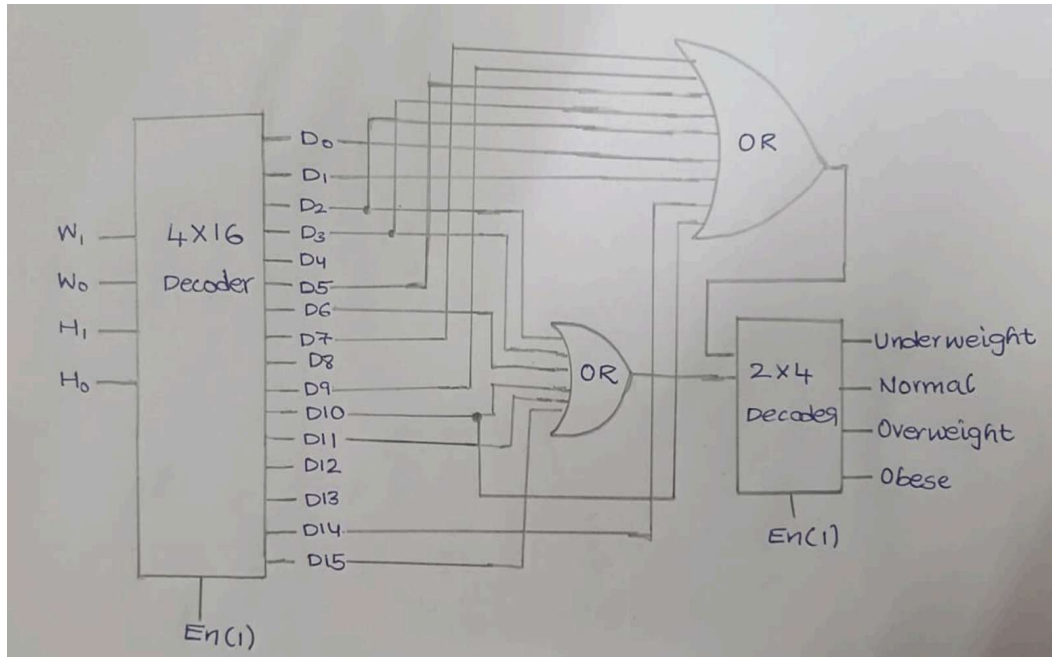 W1
W0
H1
H0
4X16
Decoder
En(1)
D0
D1
D2
D3
D4
D5
D6
D7
D8
D9
D10
D11
D12
D13
D14
D15
OR
OR
2x4
Decoder
En(1)
Underweight
Normal
Overweight
Obese